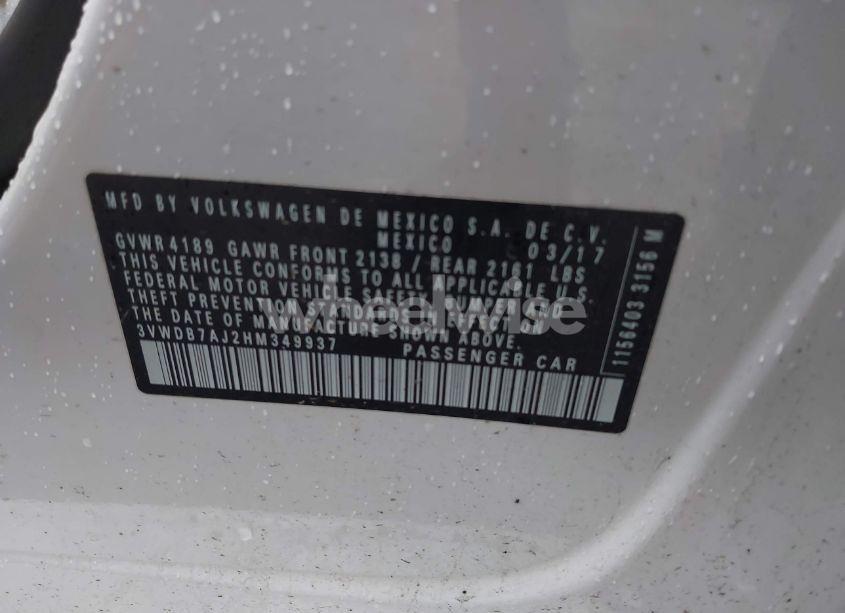 MFD BY VOLKSWAGEN DE MEXICO S.A. DE C.V.
MEXICO 03/17
GVWR 4189 GAWR FRONT 2138 / REAR 2161 LBS
THIS VEHICLE CONFORMS TO ALL APPLICABLE U.S.
FEDERAL MOTOR VEHICLE SAFETY BUMPER AND
THEFT PREVENTION STANDARDS IN EFFECT ON
THE DATE OF MANUFACTURE SHOWN ABOVE.
3VWDB7AJ2HM349937 PASSENGER CAR
1156403 3156 M
wheelwise